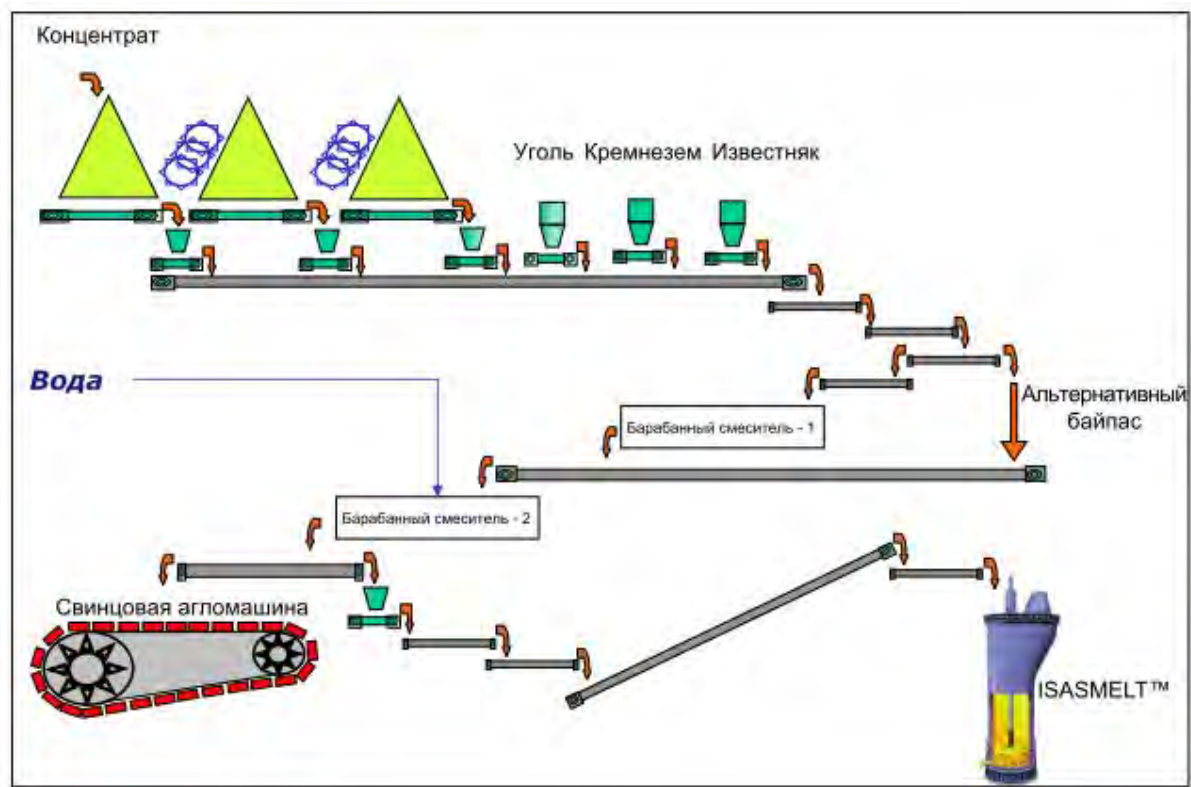 Концентрат
Уголь Кремнезем Известняк
Вода
Альтернативный
байпас
Барабанный смеситель - 1
Барабанный смеситель - 2
Свинцовая агломашина
ISASMELT™